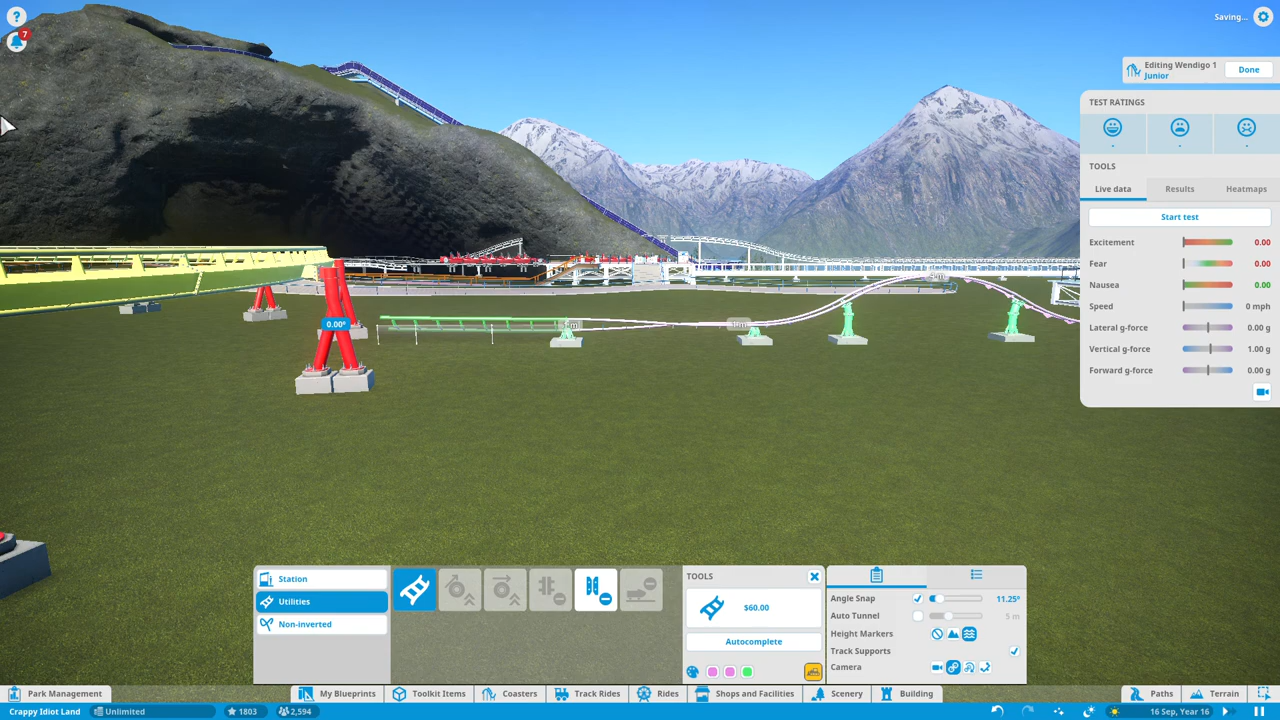 7
Saving...
Editing Wendigo 1
Junior
Done
TEST RATINGS
- - -
TOOLS
Live data Results Heatmaps
Start test
Excitement 0.00
Fear 0.00
Nausea 0.00
Speed 0 mph
Lateral g-force 0.00 g
Vertical g-force 1.00 g
Forward g-force 0.00 g
0.00°
Station
Utilities
Non-inverted
TOOLS
$60.00
Autocomplete
Angle Snap 11.25°
Auto Tunnel 5 m
Height Markers
Track Supports
Camera
Park Management My Blueprints Toolkit Items Coasters Track Rides Rides Shops and Facilities Scenery Building Paths Terrain
Crappy Idiot Land Unlimited 1803 2,594 16 Sep, Year 16